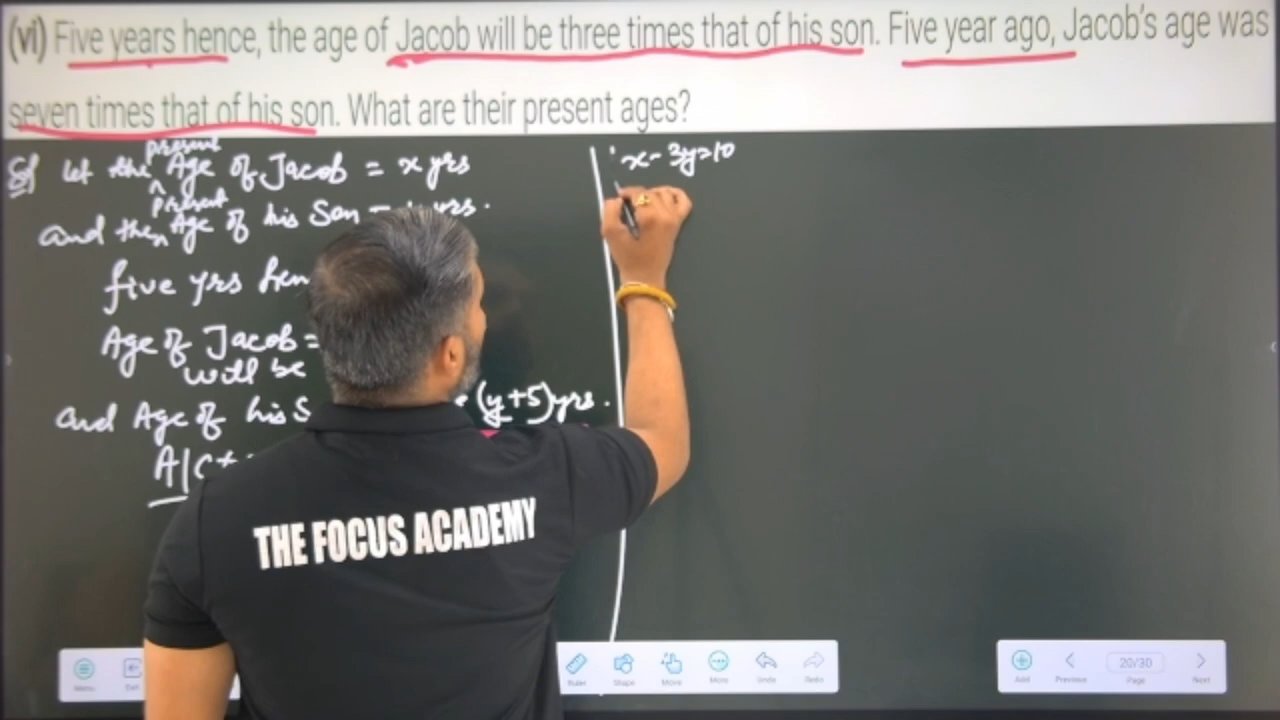 (vi) Five years hence, the age of Jacob will be three times that of his son. Five year ago, Jacob's age was
seven times that of his son. What are their present ages?
Sol let the present Age of Jacob = x yrs
And the present Age of his Son = yrs.
five yrs
Age of Jacob =
will be
and Age of his (y+5) yrs.
A/C
x - 3y = 10
THE FOCUS ACADEMY
Menu
Ruler
Shape
More
More
Undo
Redo
Add
Previous
20/30
Page
Next